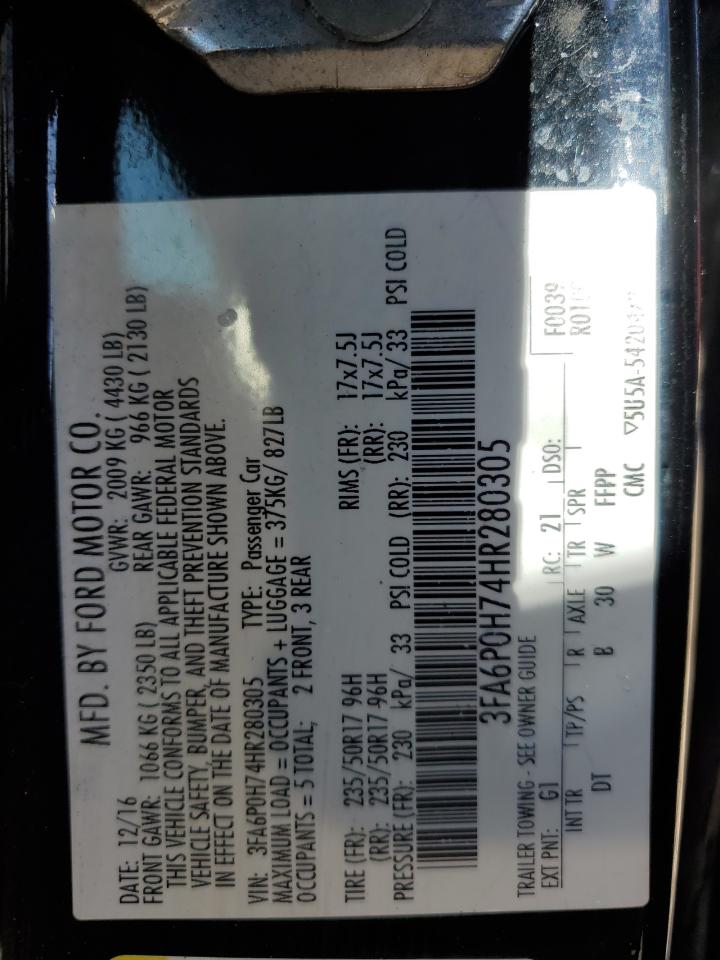 MFD. BY FORD MOTOR CO.
DATE: 12/16 GVWR: 2009 KG ( 4430 LB)
FRONT GAWR: 1066 KG ( 2350 LB) REAR GAWR: 966 KG ( 2130 LB)
THIS VEHICLE CONFORMS TO ALL APPLICABLE FEDERAL MOTOR
VEHICLE SAFETY, BUMPER, AND THEFT PREVENTION STANDARDS
IN EFFECT ON THE DATE OF MANUFACTURE SHOWN ABOVE.
VIN: 3FA6P0H74HR280305 TYPE: Passenger Car
MAXIMUM LOAD = OCCUPANTS + LUGGAGE = 375KG/ 827LB
OCCUPANTS = 5 TOTAL; 2 FRONT, 3 REAR
TIRE (FR): 235/50R17 96H RIMS (FR): 17x7.5J
(RR): 235/50R17 96H (RR): 17x7.5J
PRESSURE (FR): 230 kPa/ 33 PSI COLD (RR): 230 kPa/ 33 PSI COLD
3FA6P0H74HR280305
TRAILER TOWING - SEE OWNER GUIDE
EXT PNT: G1 RC: 21 DSO: F0039
INT TR TP/PS R AXLE TR SPR
DT B 30 W FFPP
CMC